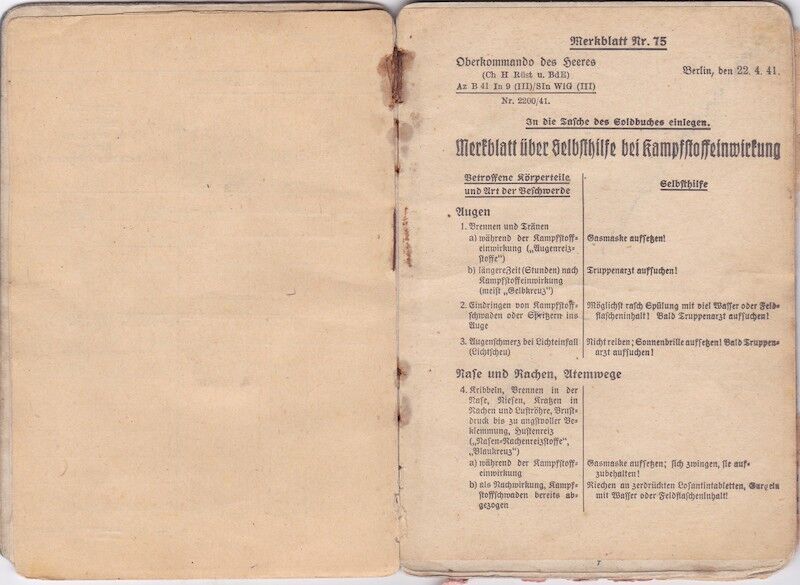 Merkblatt Nr. 75
Oberkommando des Heeres
(Ch H Rüst u. BdE)
Az B 41 In 9 (III)/SIn WiG (III)
Nr. 2200/41.
Berlin, den 22. 4. 41.
In die Tasche des Soldbuches einlegen.
Merkblatt über Selbsthilfe bei Kampfstoffeinwirkung
Betroffene Körperteile
und Art der Beschwerde
Selbsthilfe
Augen
1. Brennen und Tränen
a) während der Kampfstoff-
einwirkung („Augenreiz-
stoffe“)
Gasmaske aufsetzen!
b) längere Zeit (Stunden) nach
Kampfstoffeinwirkung
(meist „Gelbkreuz“)
Truppenarzt aufsuchen!
2. Eindringen von Kampfstoff-
schwaden oder Spritzern ins
Auge
Möglichst rasch Spülung mit viel Wasser oder Feld-
flascheninhalt! Bald Truppenarzt aufsuchen!
3. Augenschmerz bei Lichteinfall
(Lichtscheu)
Nicht reiben; Sonnenbrille aufsetzen! Bald Truppen-
arzt aufsuchen!
Nase und Rachen, Atemwege
4. Kribbeln, Brennen in der
Nase, Niesen, Kratzen in
Rachen und Luftröhre, Brust-
druck bis zu angstvoller Be-
klemmung, Hustenreiz
(„Nasen-Rachenreizstoffe“,
„Blaukreuz“)
a) während der Kampfstoff-
einwirkung
Gasmaske aufsetzen; sich zwingen, sie auf-
zubehalten!
b) als Nachwirkung, Kampf-
stoffschwaden bereits ab-
gezogen
Riechen an zerdrückten Losantintabletten, Gurgeln
mit Wasser oder Feldflascheninhalt!